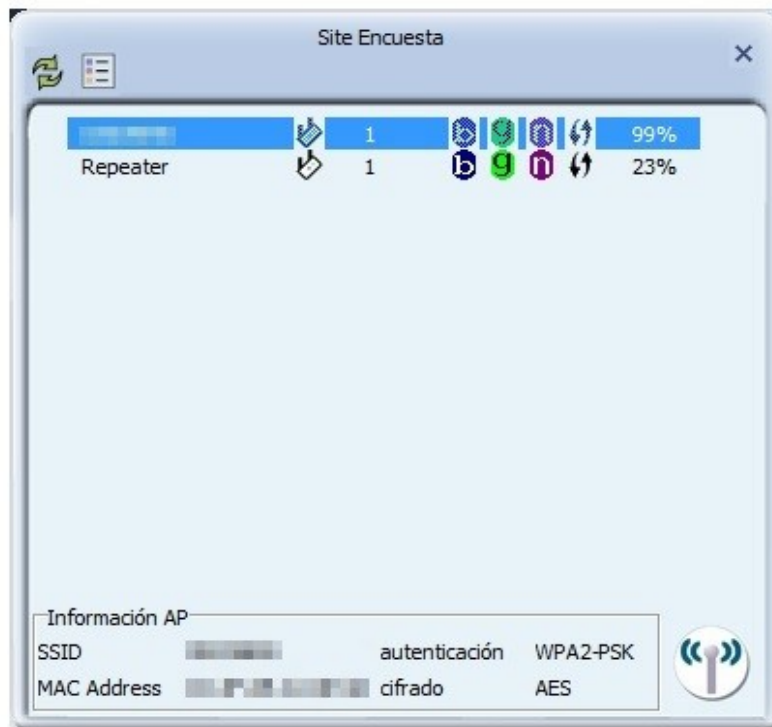 Site Encuesta
1 b g n 99%
Repeater 1 b g n 23%
Información AP
SSID autenticación WPA2-PSK
MAC Address cifrado AES